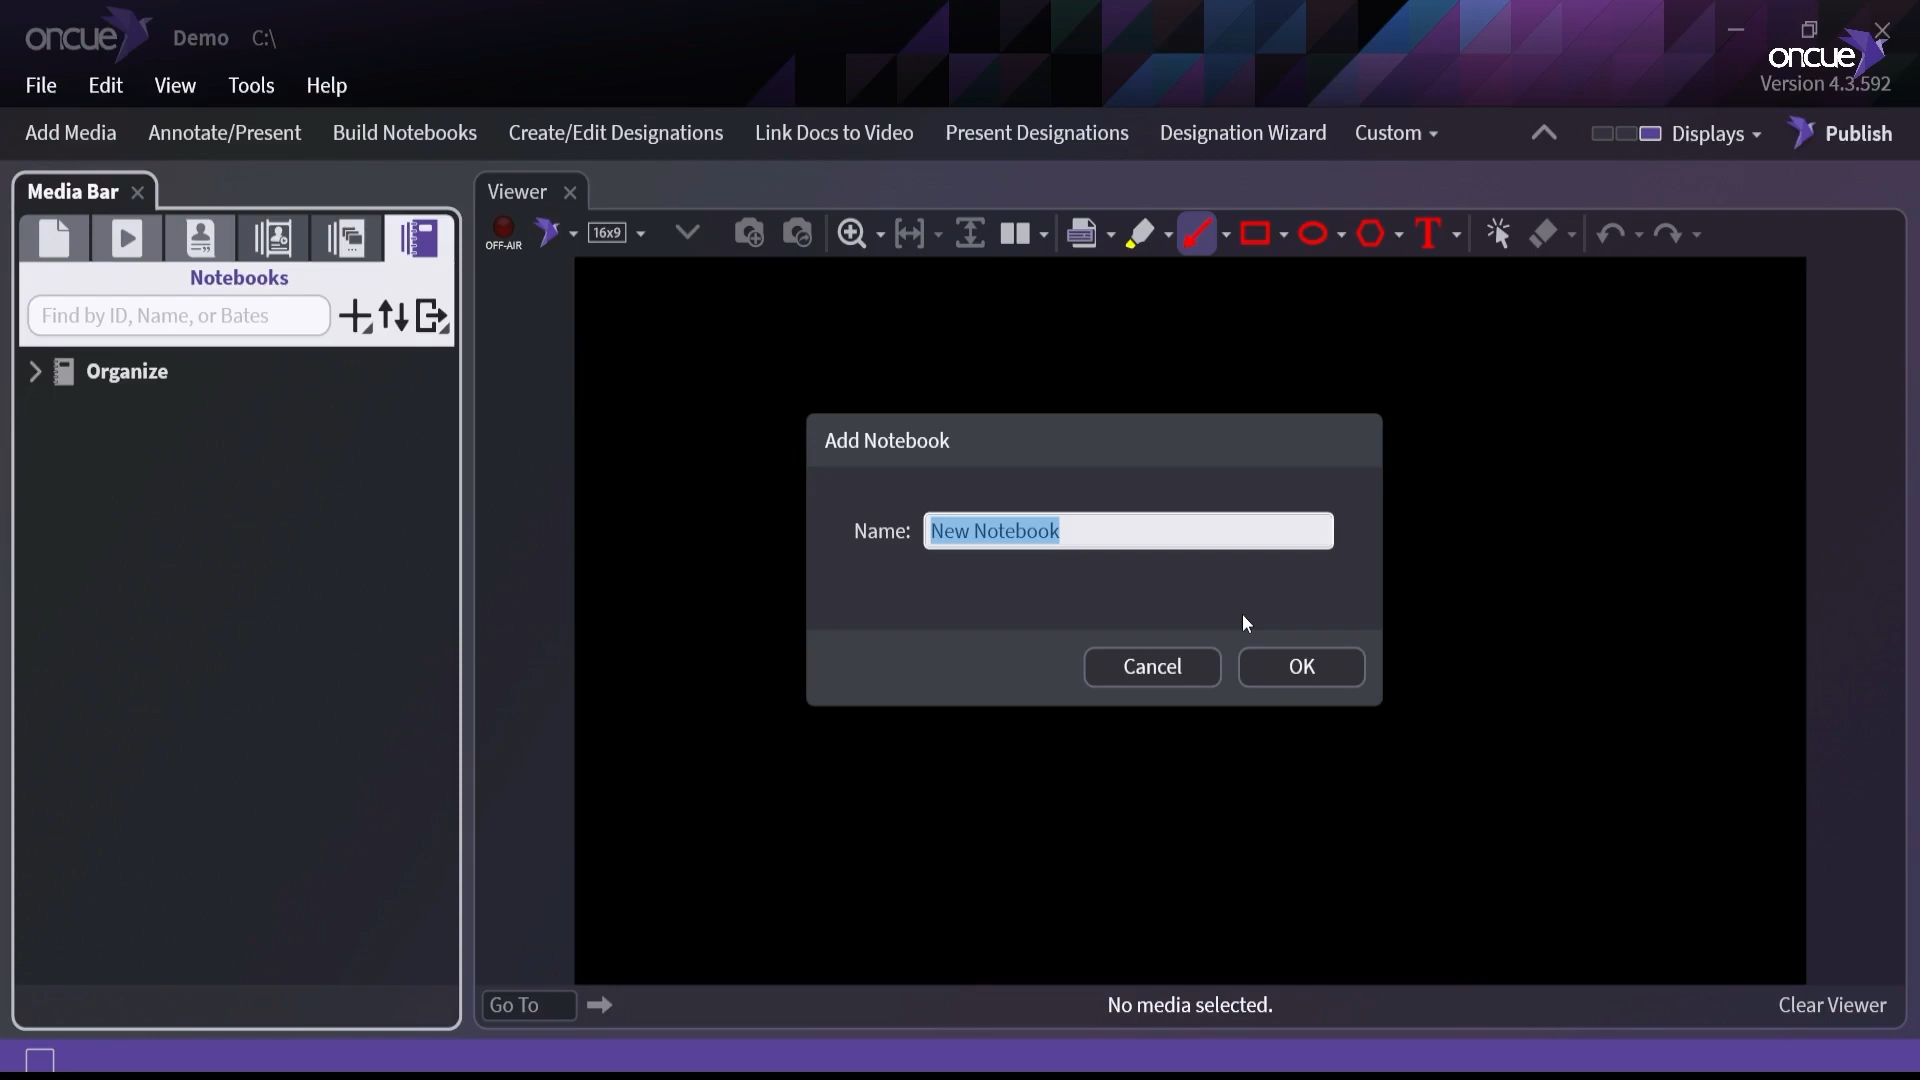 oncue Demo C:\
oncue
Version 4.3.592
File Edit View Tools Help
Add Media Annotate/Present Build Notebooks Create/Edit Designations Link Docs to Video Present Designations Designation Wizard Custom Displays Publish
Media Bar
Viewer
OFF-AIR
16x9
T
Notebooks
Find by ID, Name, or Bates
Organize
Add Notebook
Name: New Notebook
Cancel OK
Go To No media selected. Clear Viewer